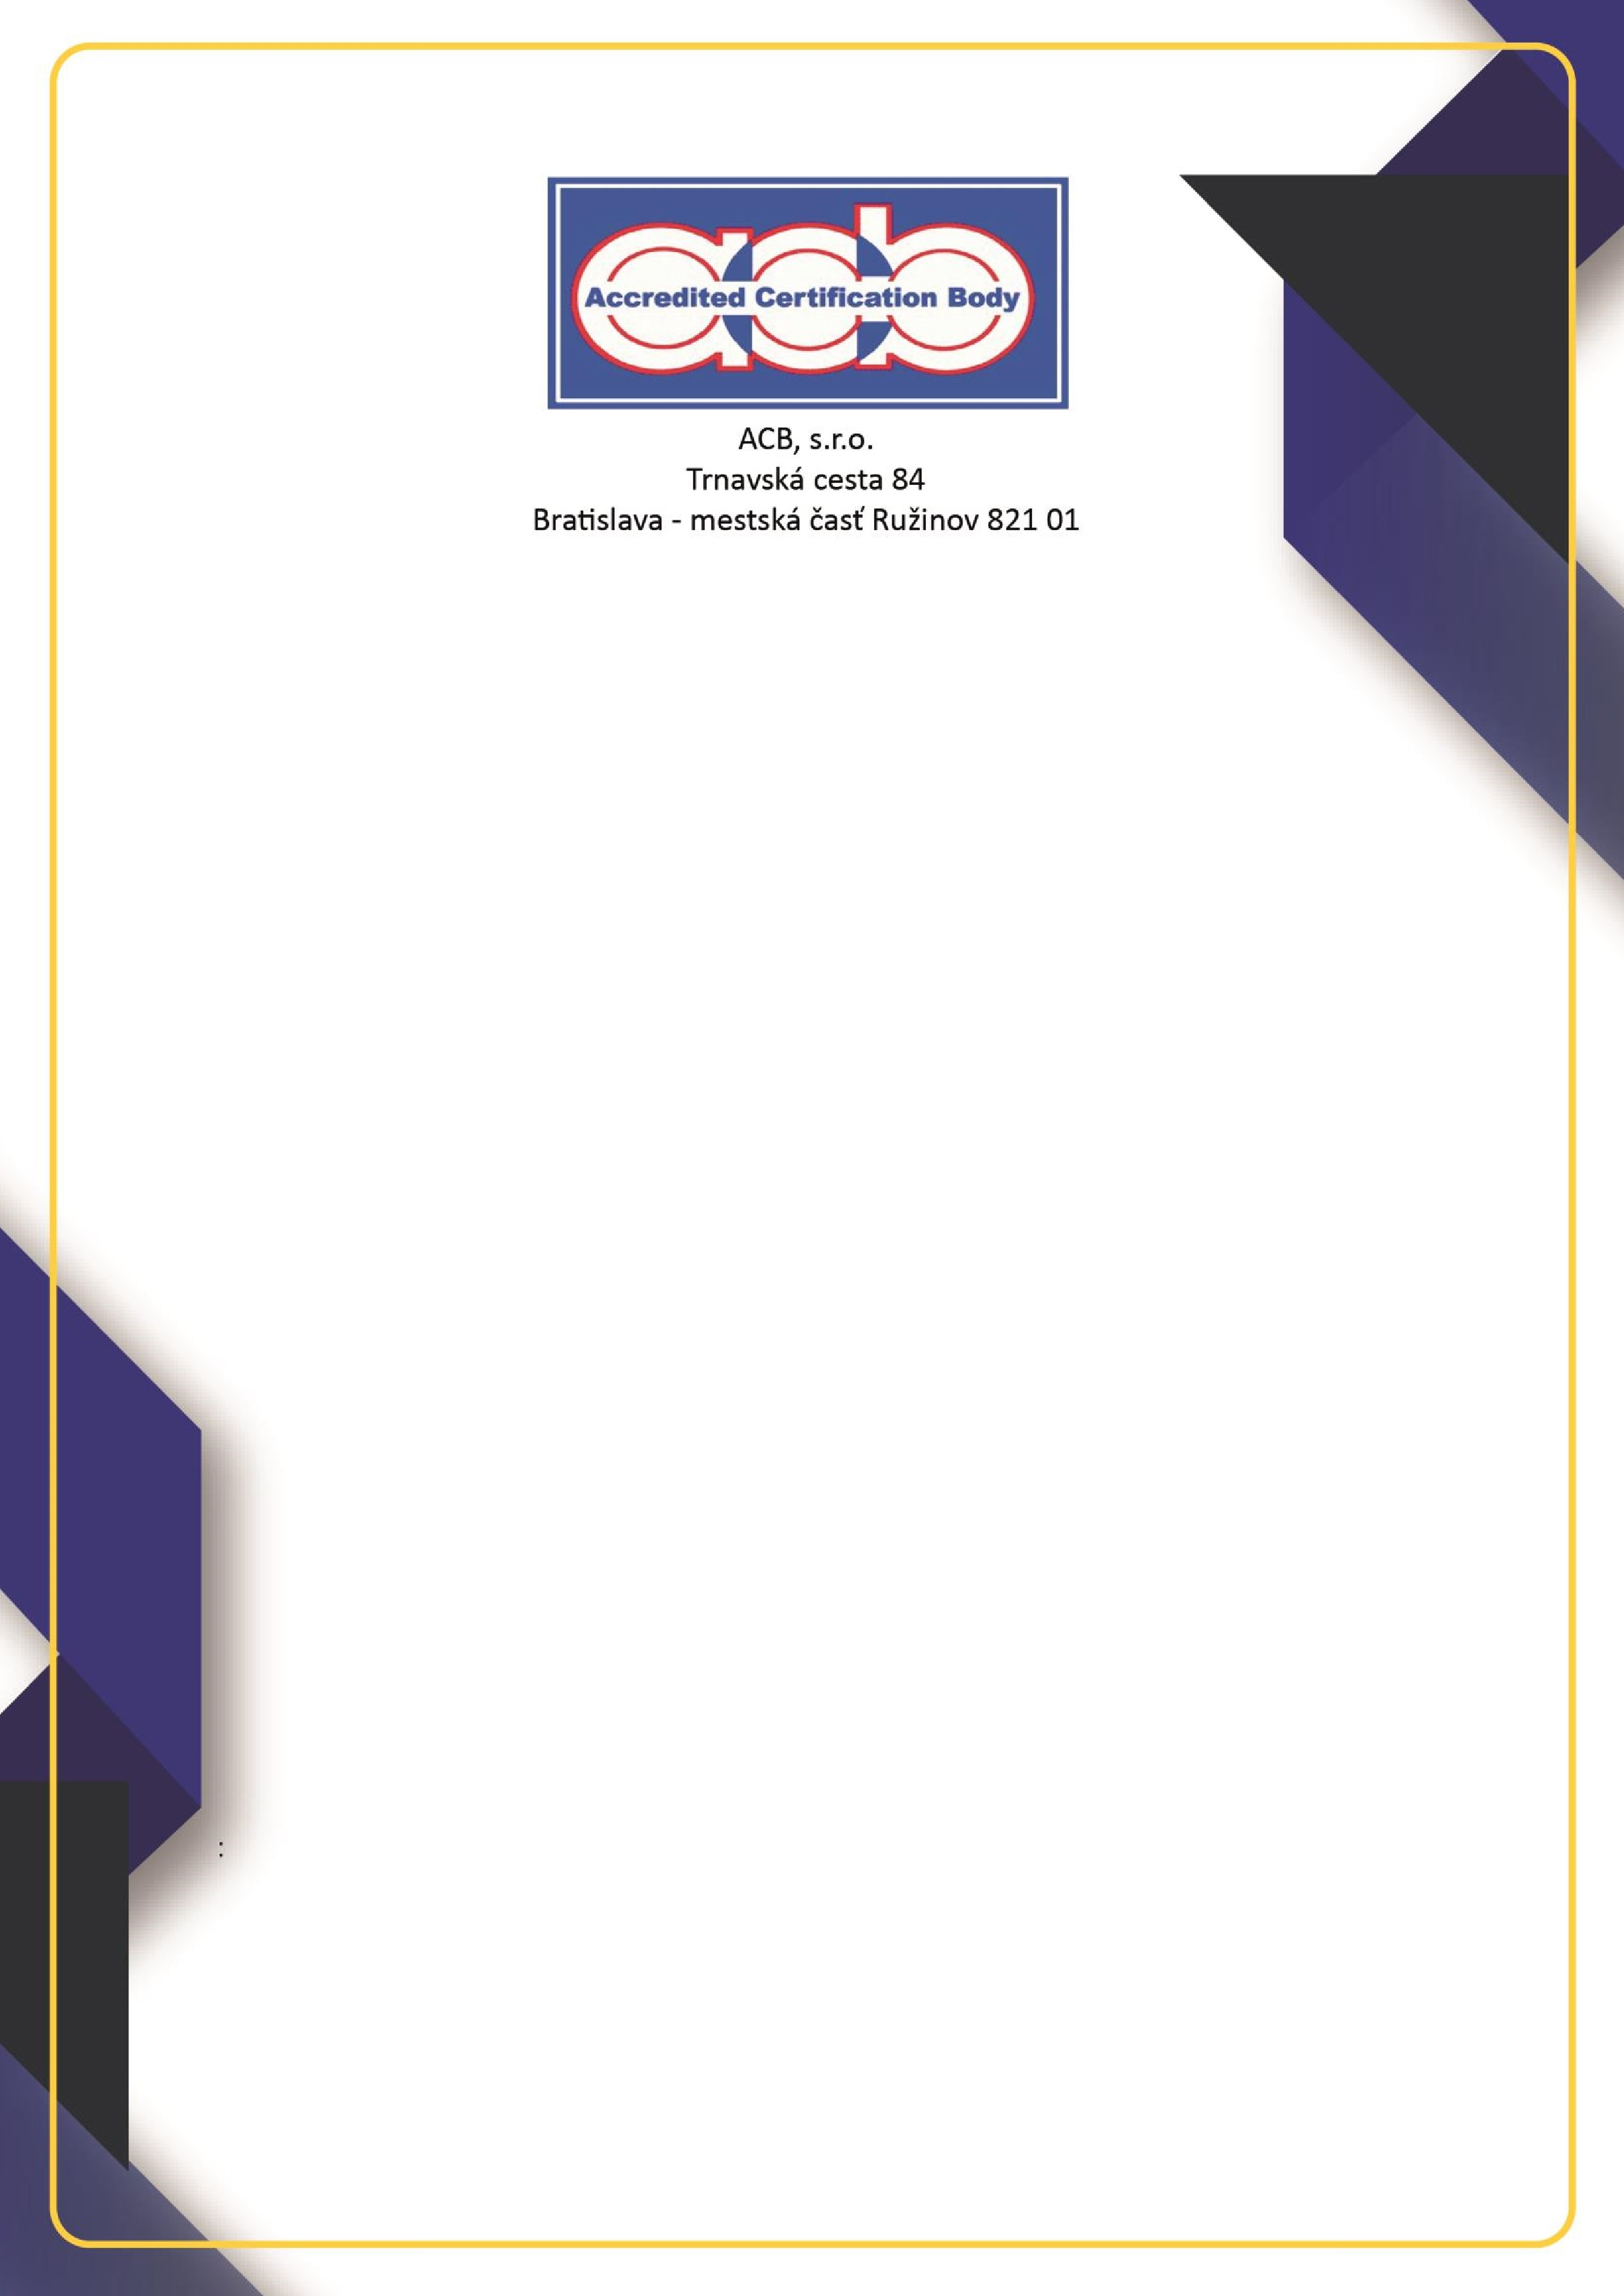 Accredited Certification Body
ACB, s.r.o.
Trnavská cesta 84
Bratislava - mestská časť Ružinov 821 01
: